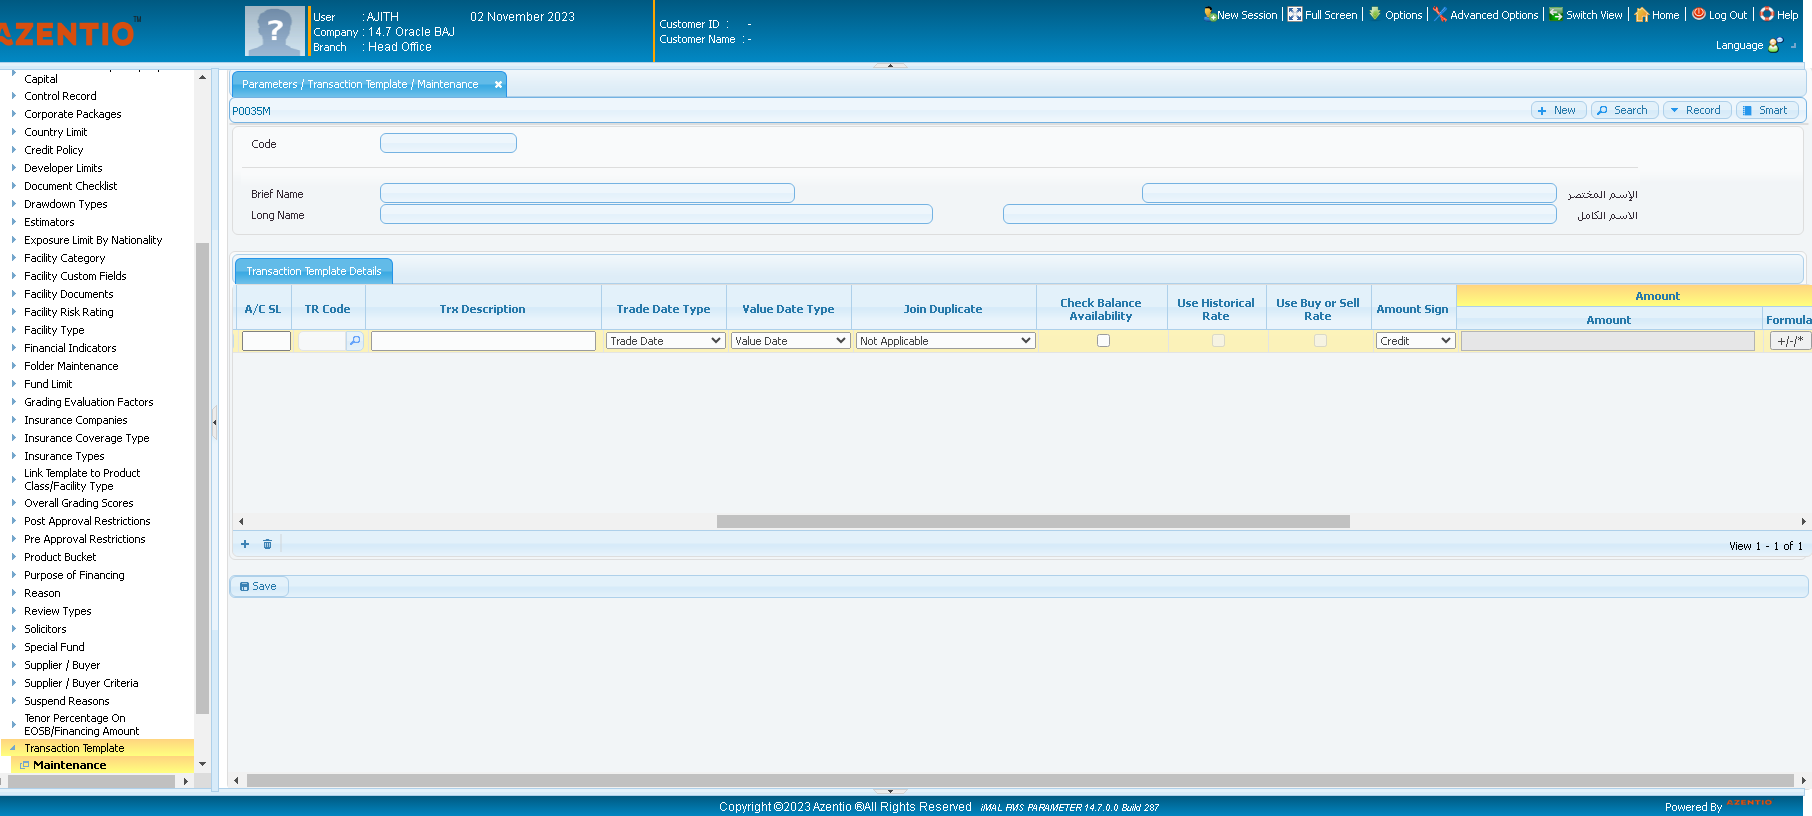 AZENTIO™
User : AJITH 02 November 2023
Company : 14.7 Oracle BAJ
Branch : Head Office
Customer ID : -
Customer Name : -
New Session Full Screen Options Advanced Options Switch View Home Log Out Help
Language
Capital
Control Record
Corporate Packages
Country Limit
Credit Policy
Developer Limits
Document Checklist
Drawdown Types
Estimators
Exposure Limit By Nationality
Facility Category
Facility Custom Fields
Facility Documents
Facility Risk Rating
Facility Type
Financial Indicators
Folder Maintenance
Fund Limit
Grading Evaluation Factors
Insurance Companies
Insurance Coverage Type
Insurance Types
Link Template to Product
Class/Facility Type
Overall Grading Scores
Post Approval Restrictions
Pre Approval Restrictions
Product Bucket
Purpose of Financing
Reason
Review Types
Solicitors
Special Fund
Supplier / Buyer
Supplier / Buyer Criteria
Suspend Reasons
Tenor Percentage On
EOSB/Financing Amount
Transaction Template
Maintenance
Parameters / Transaction Template / Maintenance
P0035M
New Search Record Smart
Code
Brief Name الإسم المختصر
Long Name الاسم الكامل
Transaction Template Details
A/C SL TR Code Trx Description Trade Date Type Value Date Type Join Duplicate Check Balance Availability Use Historical Rate Use Buy or Sell Rate Amount Sign Amount
Amount Formula
Trade Date Value Date Not Applicable Credit +/-/*
View 1 - 1 of 1
Save
Copyright ©2023 Azentio ®All Rights Reserved iMAL PMS PARAMETER 14.7.0.0 Build 287
Powered By AZENTIO